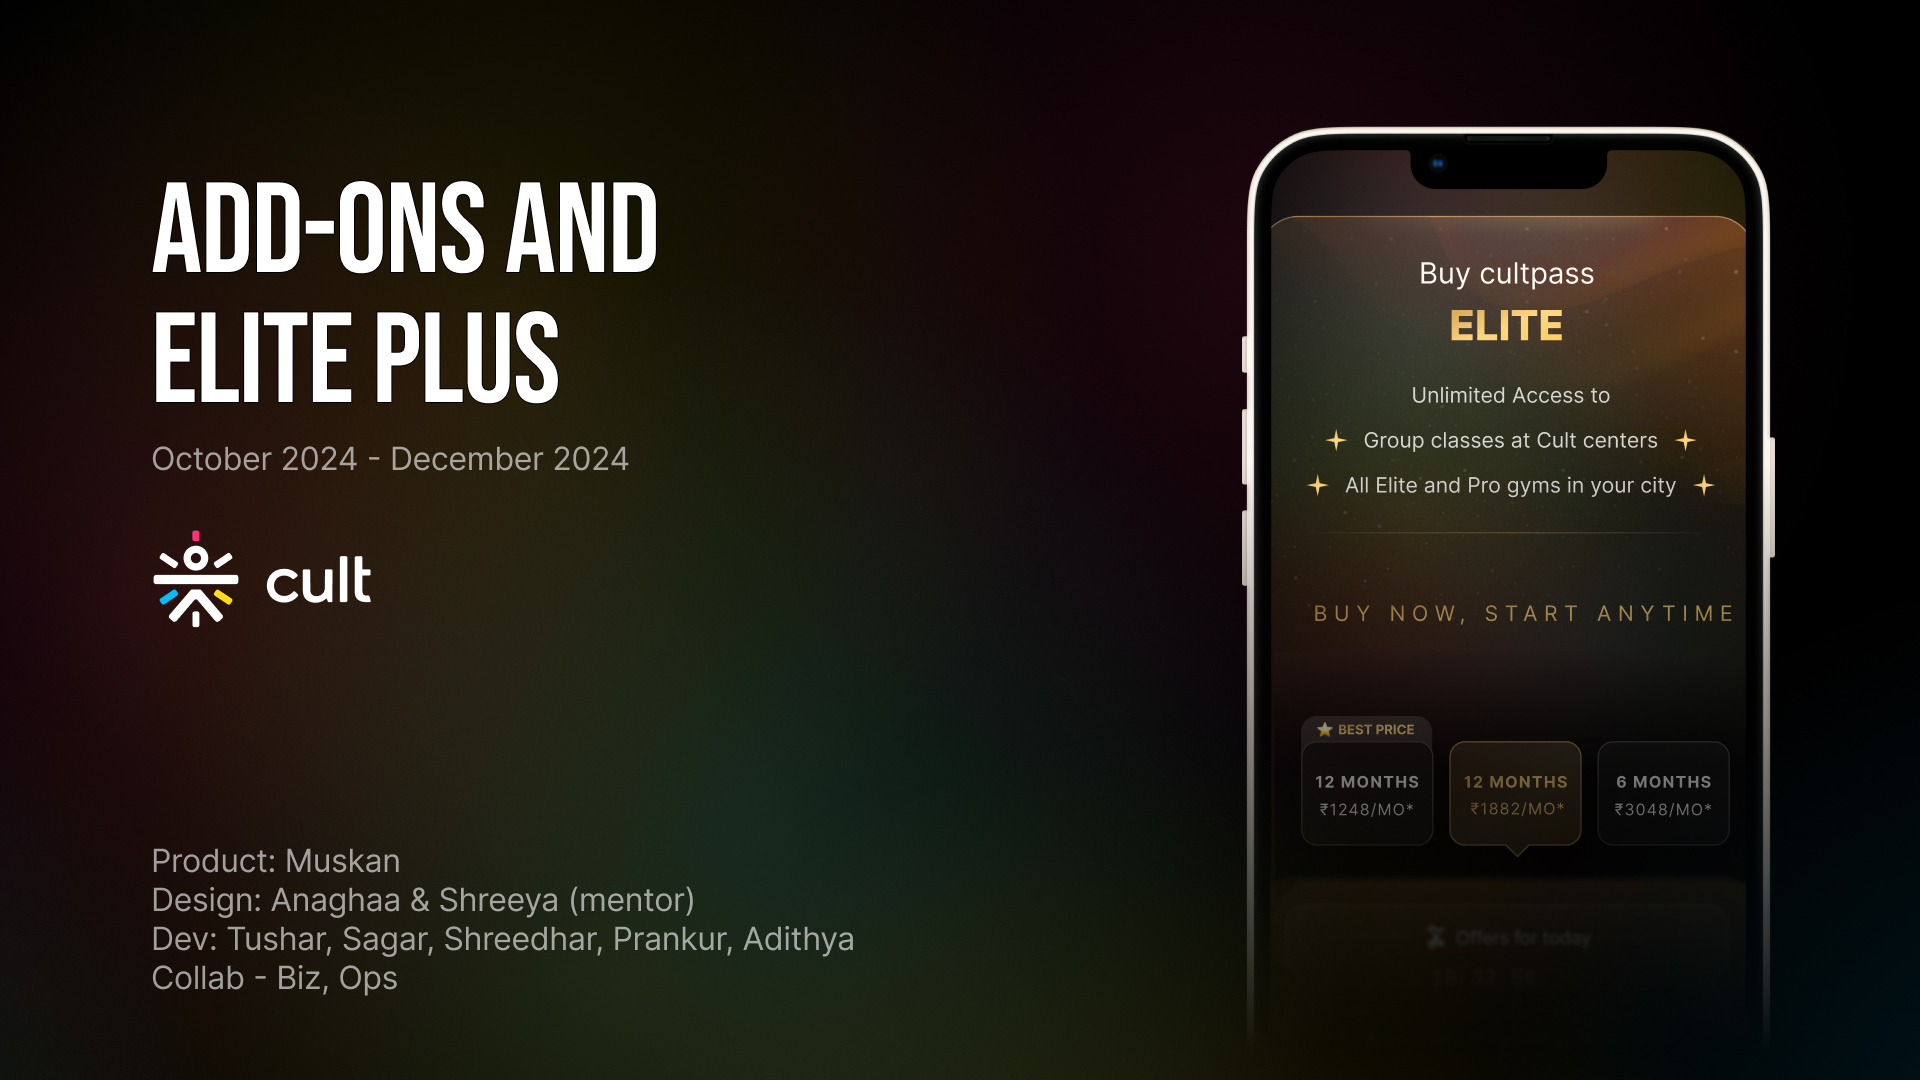 ADD-ONS AND
ELITE PLUS
October 2024 - December 2024
cult
Product: Muskan
Design: Anaghaa & Shreeya (mentor)
Dev: Tushar, Sagar, Shreedhar, Prankur, Adithya
Collab - Biz, Ops
Buy cultpass
ELITE
Unlimited Access to
Group classes at Cult centers
All Elite and Pro gyms in your city
BUY NOW, START ANYTIME
BEST PRICE
12 MONTHS
₹1248/MO*
12 MONTHS
₹1882/MO*
6 MONTHS
₹3048/MO*
Offers for today